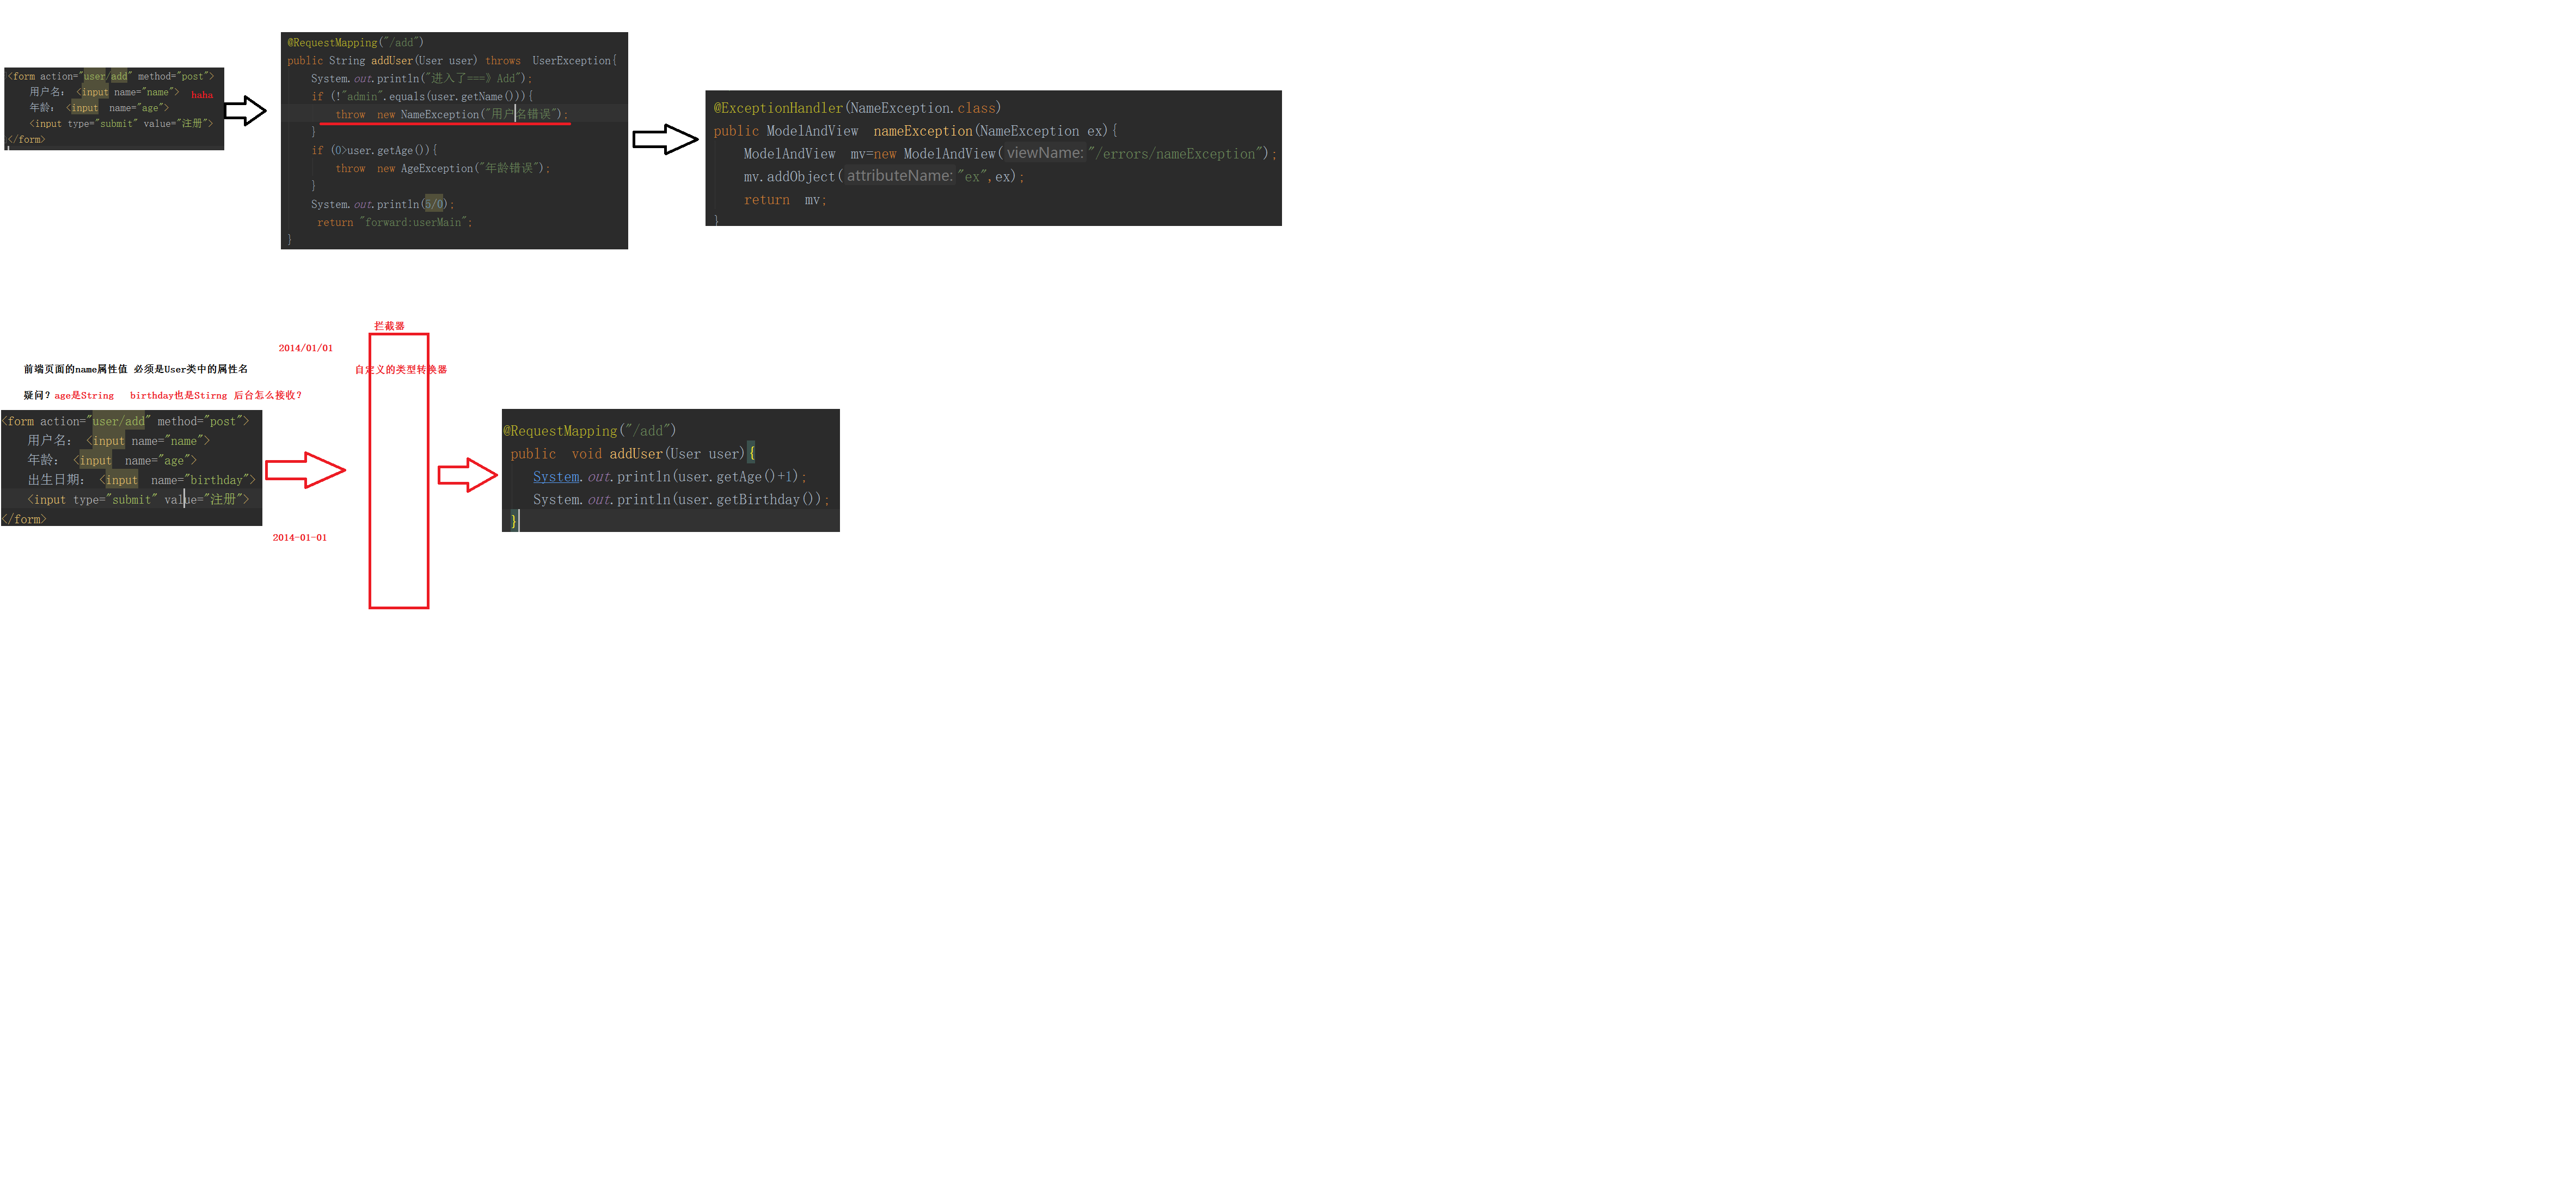 <form action="user/add" method="post">
用户名： <input name="name">
haha
年龄： <input  name="age">
<input type="submit" value="注册">
</form>
@RequestMapping("/add")
public String addUser(User user) throws  UserException{
System.out.println("进入了===》Add");
if (!"admin".equals(user.getName())){
throw  new NameException("用户名错误");
}
if (0>user.getAge()){
throw  new AgeException("年龄错误");
}
System.out.println(5/0);
return "forward:userMain";
}
@ExceptionHandler(NameException.class)
public ModelAndView  nameException(NameException ex){
ModelAndView  mv=new ModelAndView( viewName: "/errors/nameException");
mv.addObject( attributeName: "ex",ex);
return  mv;
}
拦截器
2014/01/01
前端页面的name属性值 必须是User类中的属性名
自定义的类型转换器
疑问？age是String   birthday也是Stirng 后台怎么接收？
<form action="user/add" method="post">
用户名： <input name="name">
年龄： <input  name="age">
出生日期： <input  name="birthday">
<input type="submit" value="注册">
</form>
2014-01-01
@RequestMapping("/add")
public  void addUser(User user){
System.out.println(user.getAge()+1);
System.out.println(user.getBirthday());
}